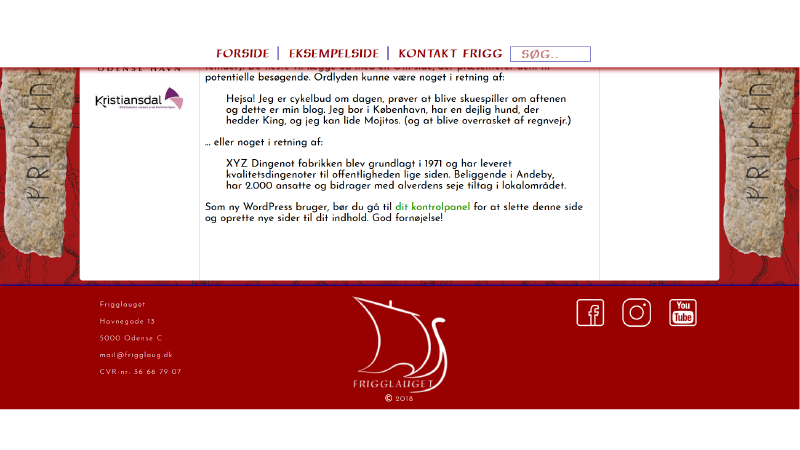 FORSIDE
EKSEMPELSIDE
KONTAKT FRIGG
SØG..
ODENSE HAVN
Kristiansdal
potentielle besøgende. Ordlyden kunne være noget i retning af:
Hejsa! Jeg er cykelbud om dagen, prøver at blive skuespiller om aftenen
og dette er min blog. Jeg bor i København, har en dejlig hund, der
hedder King, og jeg kan lide Mojitos. (og at blive overrasket af regnvejr.)
… eller noget i retning af:
XYZ Dingenot fabrikken blev grundlagt i 1971 og har leveret
kvalitetsdingenoter til offentligheden lige siden. Beliggende i Andeby,
har 2.000 ansatte og bidrager med alverdens seje tiltag i lokalområdet.
Som ny WordPress bruger, bør du gå til dit kontrolpanel for at slette denne side
og oprette nye sider til dit indhold. God fornøjelse!
Frigglauget
Havnegade 13
5000 Odense C
mail@frigglaug.dk
CVR-nr. 36 66 79 07
FRIGGLAUGET
© 2018
You
Tube